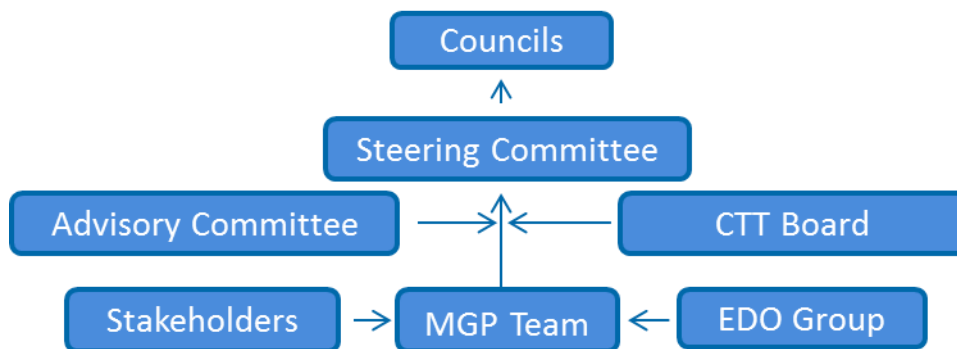 Councils
Steering Committee
Advisory Committee
CTT Board
Stakeholders
MGP Team
EDO Group